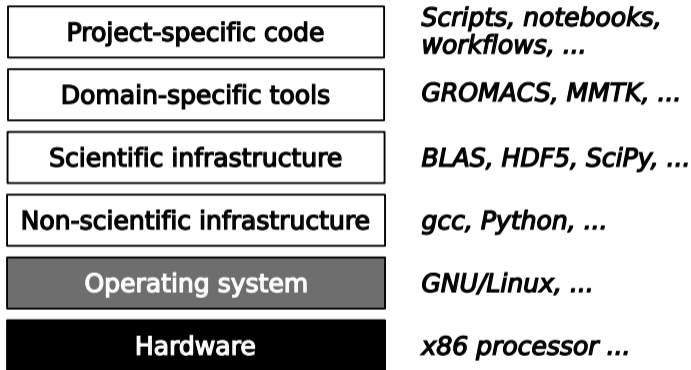 Project-specific code
Scripts, notebooks,
workflows, ...
Domain-specific tools
GROMACS, MMTK, ...
Scientific infrastructure
BLAS, HDF5, SciPy, ...
Non-scientific infrastructure
gcc, Python, ...
Operating system
GNU/Linux, ...
Hardware
x86 processor ...